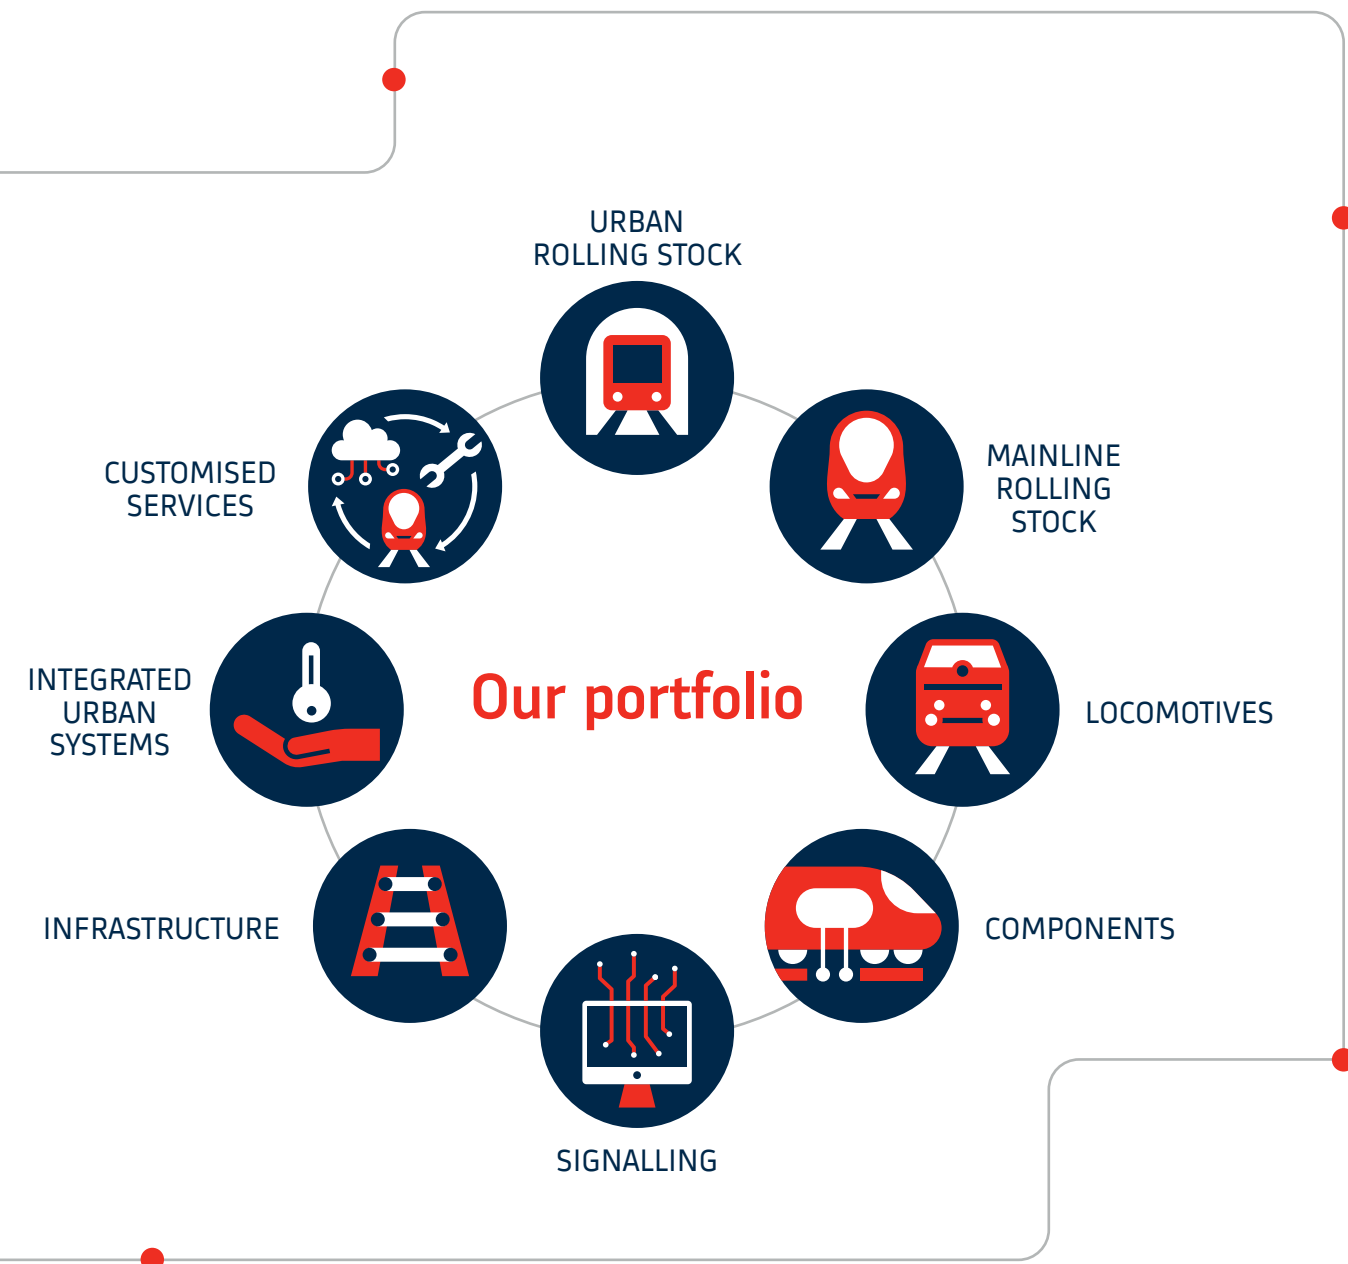 URBAN
ROLLING STOCK
MAINLINE
ROLLING
STOCK
CUSTOMISED
SERVICES
INTEGRATED
URBAN
SYSTEMS
Our portfolio
LOCOMOTIVES
INFRASTRUCTURE
COMPONENTS
SIGNALLING